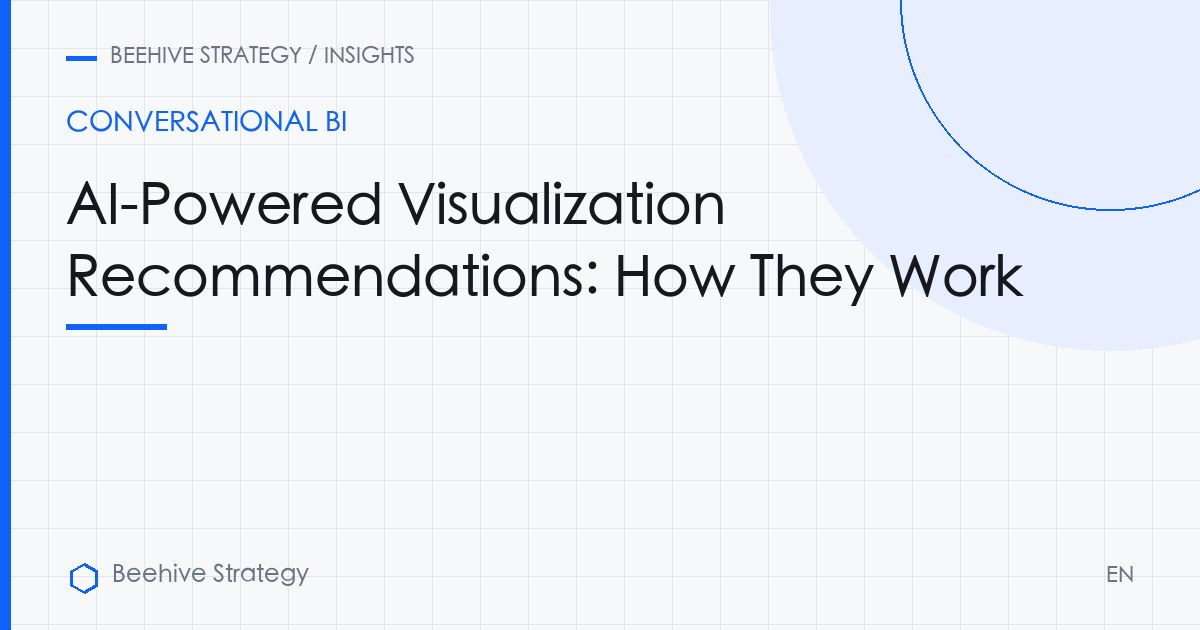 BEEHIVE STRATEGY / INSIGHTS
CONVERSATIONAL BI
AI-Powered Visualization
Recommendations: How They Work
Beehive Strategy
EN